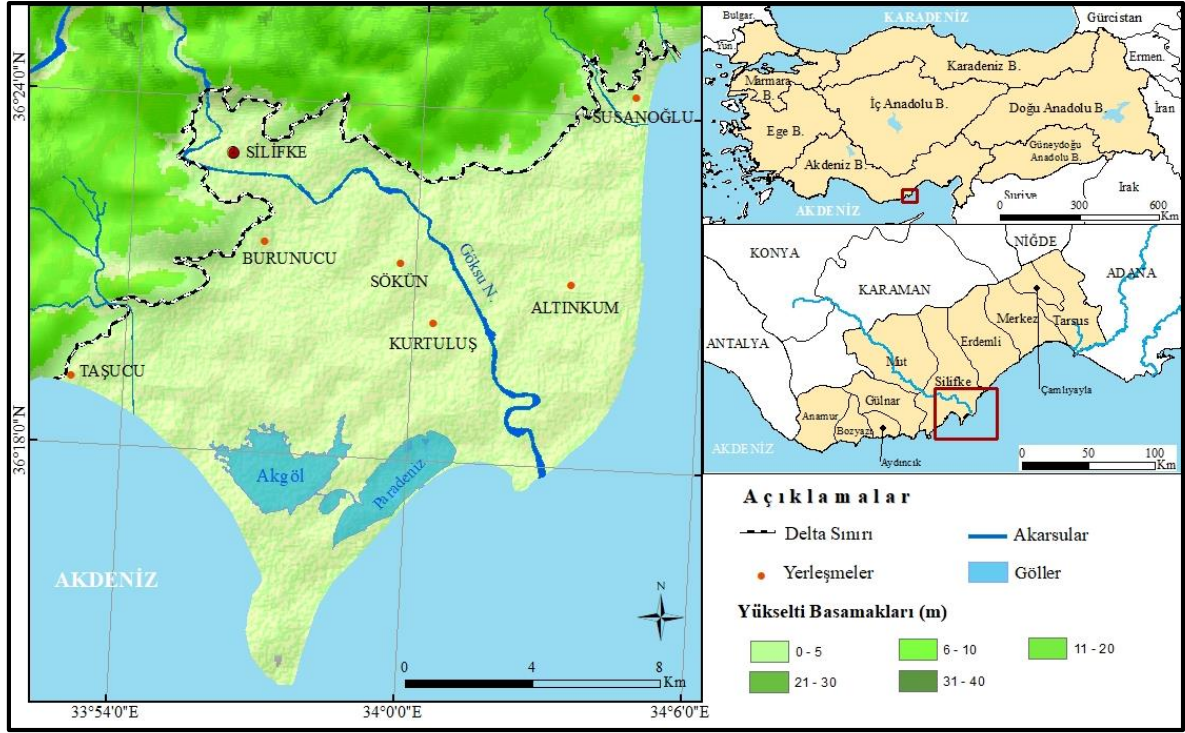 36°24'0"N
36°18'0"N
SİLİFKE
SUSANOĞLU
BURUNUCU
SÖKÜN
Göksu N.
ALTINKUM
KURTULUŞ
TAŞUCU
Akgöl
Paradeniz
AKDENİZ
N
0 4 8
Km
33°54'0"E 34°0'0"E 34°6'0"E
Bulgar.
KARADENİZ
Gürcistan
Yun.
Ermen.
Karadeniz B.
Marmara
B.
İç Anadolu B.
Doğu Anadolu B.
İran
Ege B.
Güneydoğu
Anadolu B.
Akdeniz B.
Suriye
Irak
AKDENİZ
0 300 600
Km
KONYA
NİĞDE
ADANA
KARAMAN
Merkez
Tarsus
ANTALYA
Erdemli
Mut
Silifke
Çamlıyayla
Gülnar
Anamur
Bozyazı
AKDENİZ
Aydıncık
0 50 100
Km
Açıklamalar
Delta Sınırı
Akarsular
Yerleşmeler
Göller
Yükselti Basamakları (m)
0 - 5
6 - 10
11 - 20
21 - 30
31 - 40